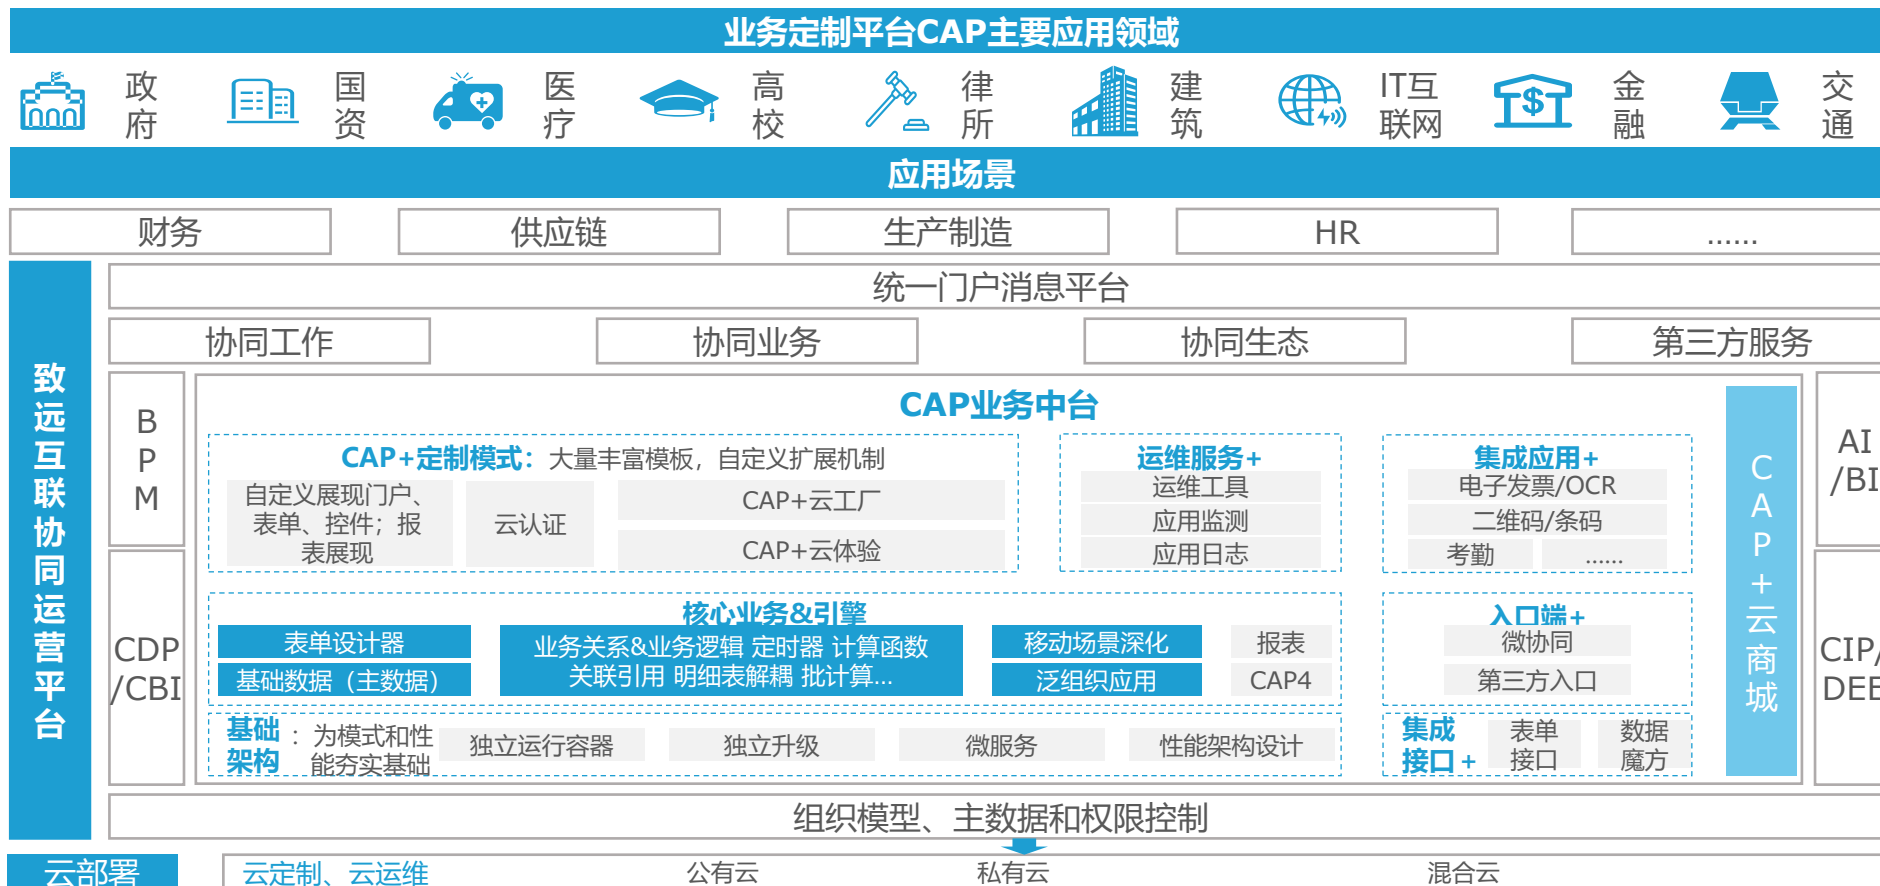 业务定制平台CAP主要应用领域
政府
国资
医疗
高校
律所
建筑
IT互联网
金融
交通
应用场景
财务
供应链
生产制造
HR
......
致远互联协同运营平台
统一门户消息平台
协同工作
协同业务
协同生态
第三方服务
BPM
CDP
/CBI
CAP业务中台
CAP+定制模式：大量丰富模板，自定义扩展机制
自定义展现门户、
表单、控件；报
表展现
云认证
CAP+云工厂
CAP+云体验
运维服务+
运维工具
应用监测
应用日志
集成应用+
电子发票/OCR
二维码/条码
考勤
......
核心业务&引擎
表单设计器
基础数据（主数据）
业务关系&业务逻辑 定时器 计算函数
关联引用 明细表解耦 批计算...
移动场景深化
泛组织应用
报表
CAP4
入口端+
微协同
第三方入口
基础
架构
：为模式和性
能夯实基础
独立运行容器
独立升级
微服务
性能架构设计
集成
接口+
表单
接口
数据
魔方
CAP+云商城
AI
/BI
CIP/
DEE
组织模型、主数据和权限控制
云部署
云定制、云运维
公有云
私有云
混合云